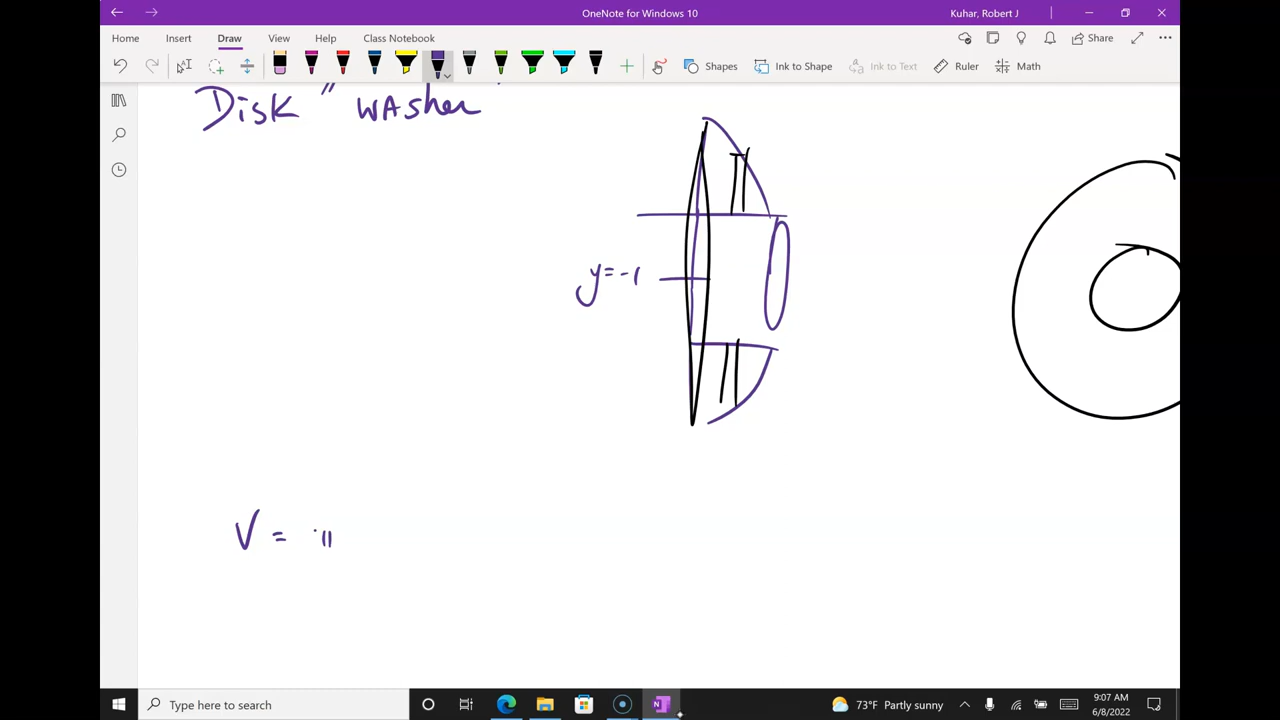 OneNote for Windows 10
Kuhar, Robert J
Home Insert Draw View Help Class Notebook
Share
Shapes Ink to Shape Ink to Text Ruler Math
Disk " washer
y=-1
V = π
Type here to search
73°F Partly sunny
9:07 AM
6/8/2022